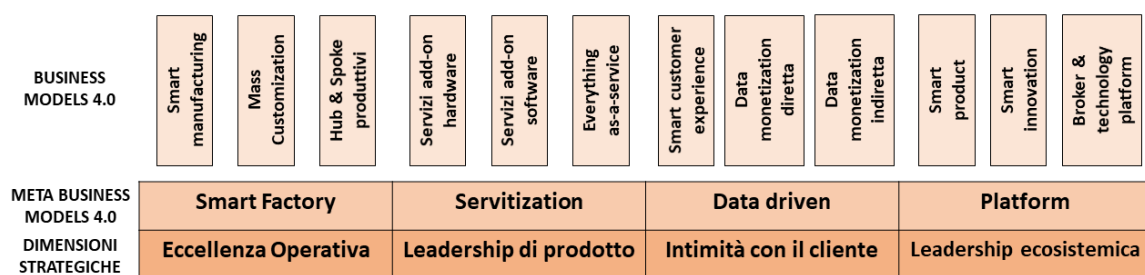 BUSINESS
MODELS 4.0
Smart
manufacturing
Mass
Customization
Hub & Spoke
produttivi
Servizi add-on
hardware
Servizi add-on
software
Everything
as-a-service
Smart customer
experience
Data
monetization
diretta
Data
monetization
indiretta
Smart
product
Smart
innovation
Broker &
technology
platform
META BUSINESS
MODELS 4.0
Smart Factory
Servitization
Data driven
Platform
DIMENSIONI
STRATEGICHE
Eccellenza Operativa
Leadership di prodotto
Intimità con il cliente
Leadership ecosistemica